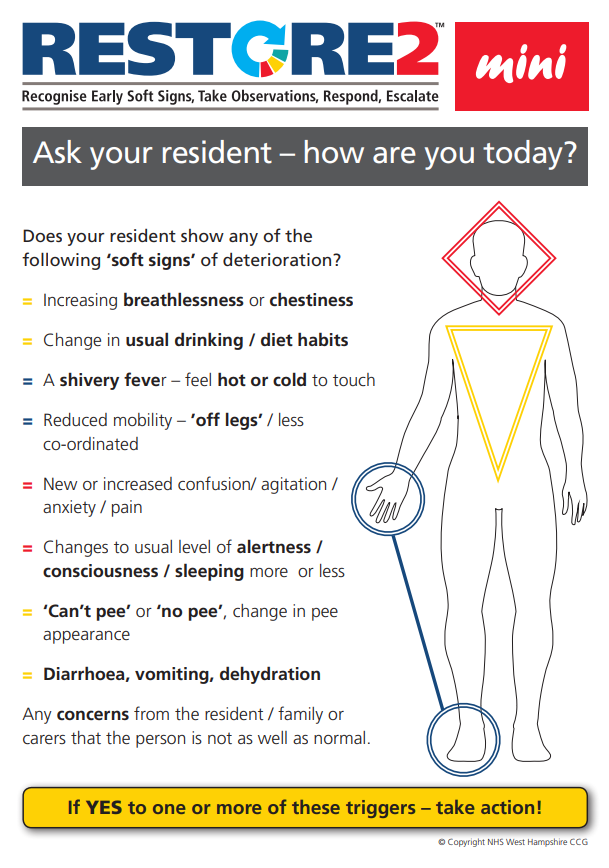 RESTORE2™
mini
Recognise Early Soft Signs, Take Observations, Respond, Escalate
Ask your resident – how are you today?
Does your resident show any of the
following ‘soft signs’ of deterioration?
= Increasing breathlessness or chestiness
= Change in usual drinking / diet habits
= A shivery fever – feel hot or cold to touch
= Reduced mobility – ‘off legs’ / less
co-ordinated
= New or increased confusion/ agitation /
anxiety / pain
= Changes to usual level of alertness /
consciousness / sleeping more or less
= ‘Can’t pee’ or ‘no pee’, change in pee
appearance
= Diarrhoea, vomiting, dehydration
Any concerns from the resident / family or
carers that the person is not as well as normal.
If YES to one or more of these triggers – take action!
© Copyright NHS West Hampshire CCG